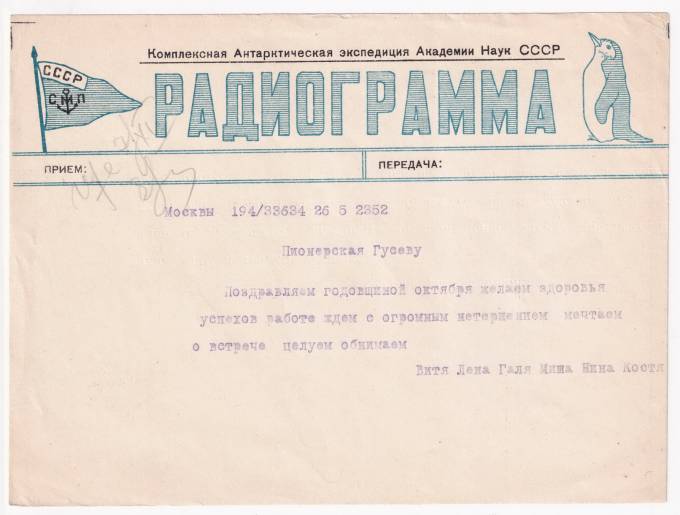 Комплексная Антарктическая экспедиция Академии Наук СССР
СССР
С М П
РАДИОГРАММА
ПРИЕМ:
ПЕРЕДАЧА:
Москвы 194/33634 26 5 2352
Пионерская Гусеву
Поздравляем годовщиной октября желаем здоровья
успехов работе ждем с огромным нетерпением мечтаем
о встрече целуем обнимаем
Витя Лена Галя Миша Нина Костя